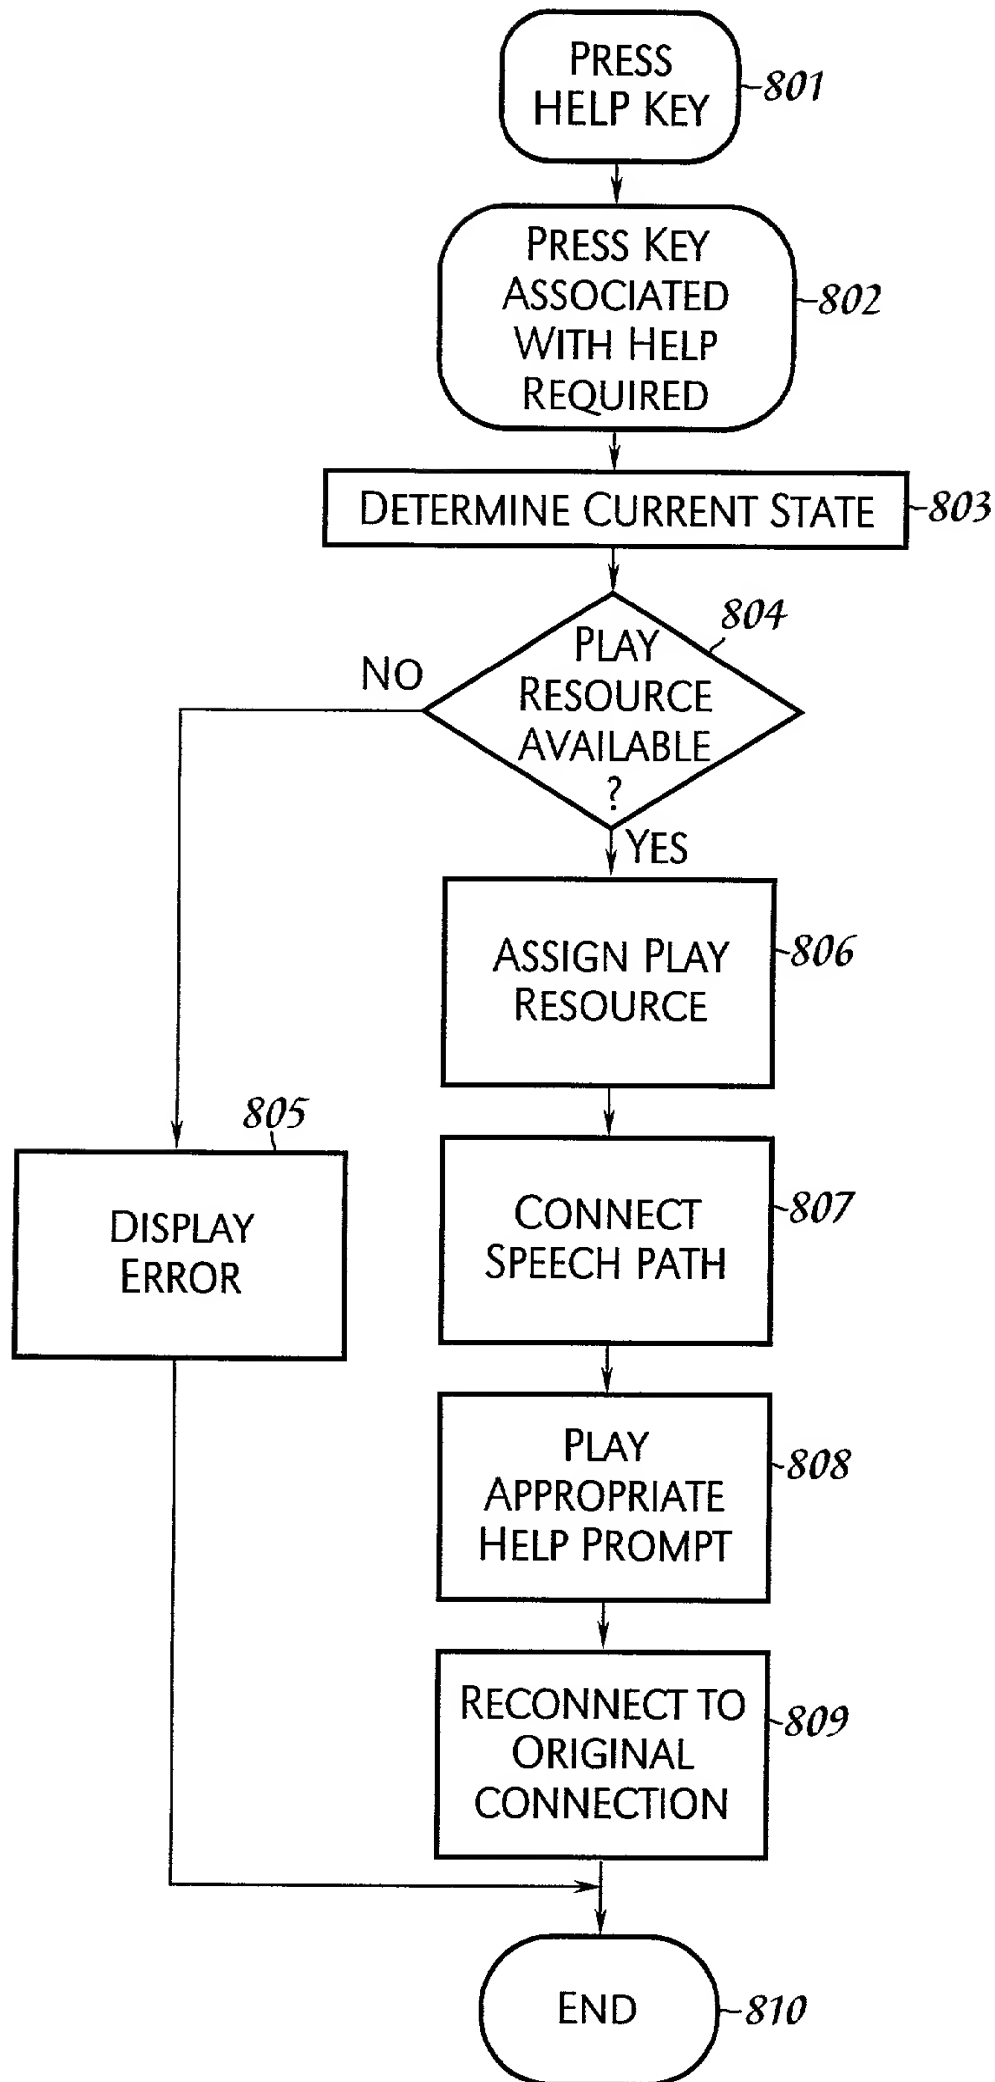 PRESS
HELP KEY
801
PRESS KEY
ASSOCIATED
WITH HELP
REQUIRED
802
DETERMINE CURRENT STATE
803
804
PLAY
RESOURCE
AVAILABLE
?
NO
YES
ASSIGN PLAY
RESOURCE
806
805
DISPLAY
ERROR
CONNECT
SPEECH PATH
807
PLAY
APPROPRIATE
HELP PROMPT
808
RECONNECT TO
ORIGINAL
CONNECTION
809
END
810